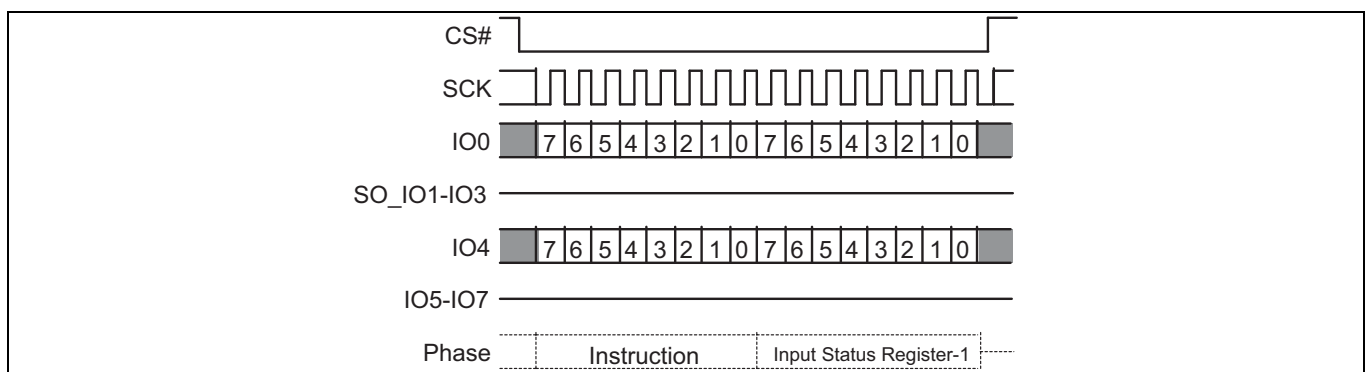 CS#
SCK
IO0 7 6 5 4 3 2 1 0 7 6 5 4 3 2 1 0
SO_IO1-IO3
IO4 7 6 5 4 3 2 1 0 7 6 5 4 3 2 1 0
IO5-IO7
Phase Instruction Input Status Register-1